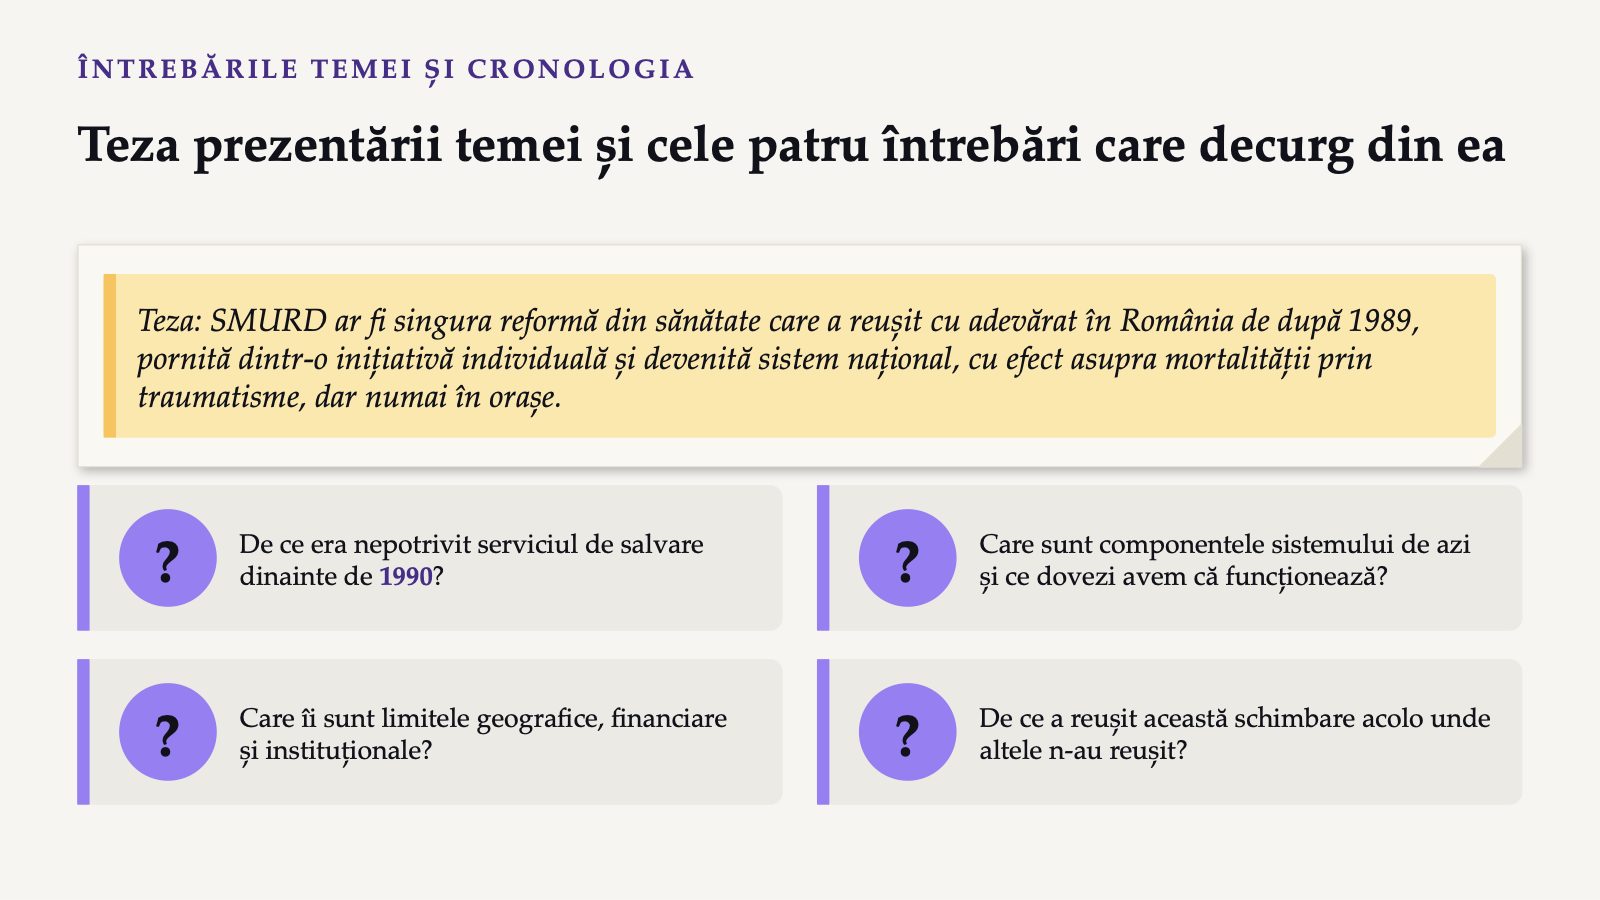 ÎNTREBĂRILE TEMEI ȘI CRONOLOGIA
Teza prezentării temei și cele patru întrebări care decurg din ea
Teza: SMURD ar fi singura reformă din sănătate care a reușit cu adevărat în România de după 1989,
pornită dintr-o inițiativă individuală și devenită sistem național, cu efect asupra mortalității prin
traumatisme, dar numai în orașe.
?
De ce era nepotrivit serviciul de salvare
dinainte de 1990?
?
Care sunt componentele sistemului de azi
și ce dovezi avem că funcționează?
?
Care îi sunt limitele geografice, financiare
și instituționale?
?
De ce a reușit această schimbare acolo unde
altele n-au reușit?